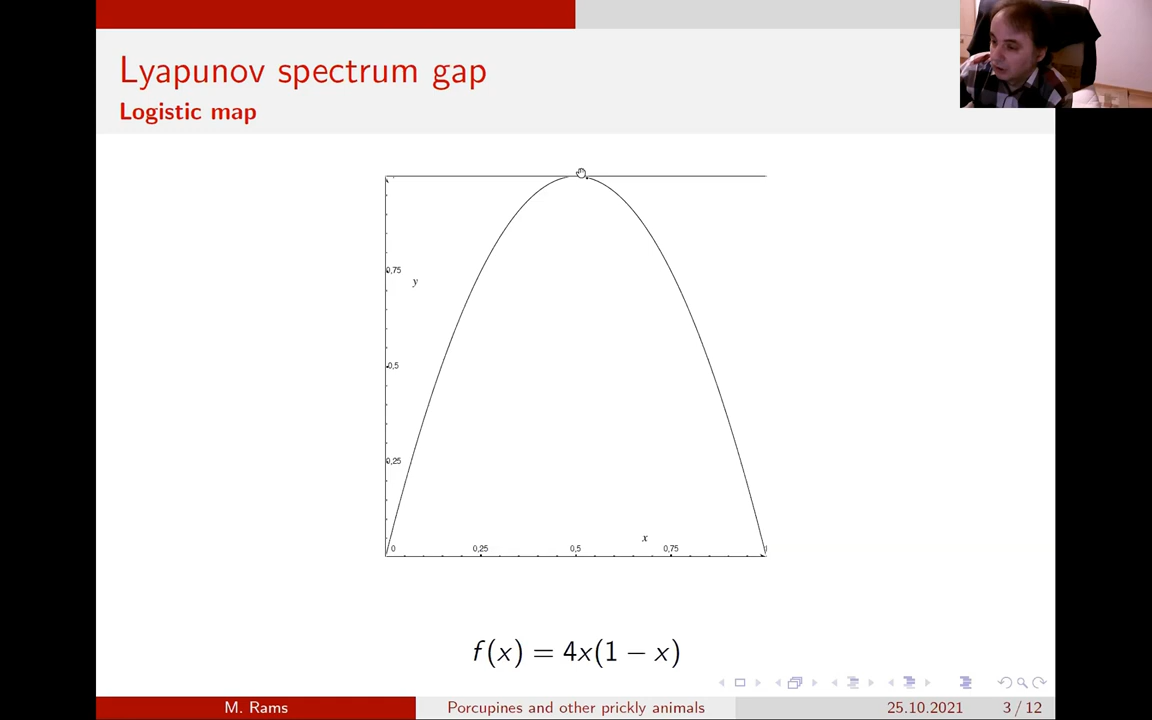 Lyapunov spectrum gap
Logistic map
0,75
y
0,5
0,25
x
0 0,25 0,5 0,75 1
f(x) = 4x(1 − x)
M. Rams Porcupines and other prickly animals 25.10.2021 3 / 12